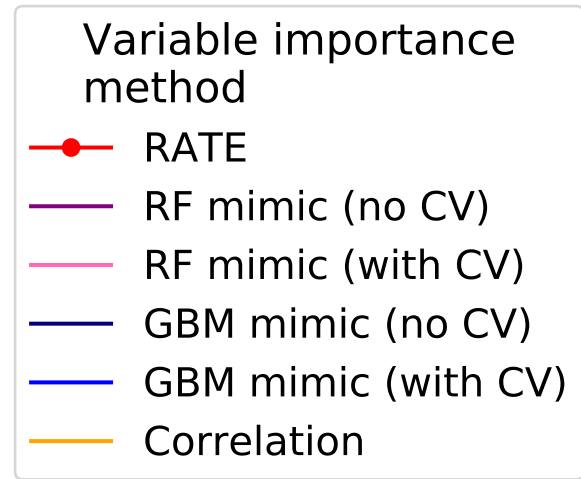 Variable importance
method
RATE
RF mimic (no CV)
RF mimic (with CV)
GBM mimic (no CV)
GBM mimic (with CV)
Correlation